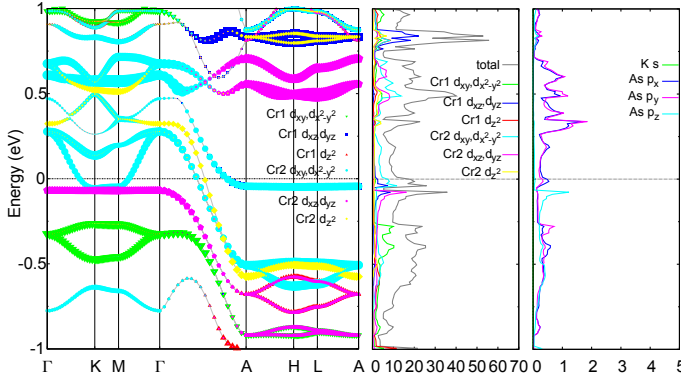 Energy (eV)
1
0.5
0
-0.5
-1
Γ K M Γ A H L A
Cr1 dxy,dx²-y²
Cr1 dxz,dyz
Cr1 dz²
Cr2 dxy,dx²-y²
Cr2 dxz,dyz
Cr2 dz²
total
Cr1 dxy,dx²-y²
Cr1 dxz,dyz
Cr1 dz²
Cr2 dxy,dx²-y²
Cr2 dxz,dyz
Cr2 dz²
0 10 20 30 40 50 60 70
K s
As px
As py
As pz
0 1 2 3 4 5